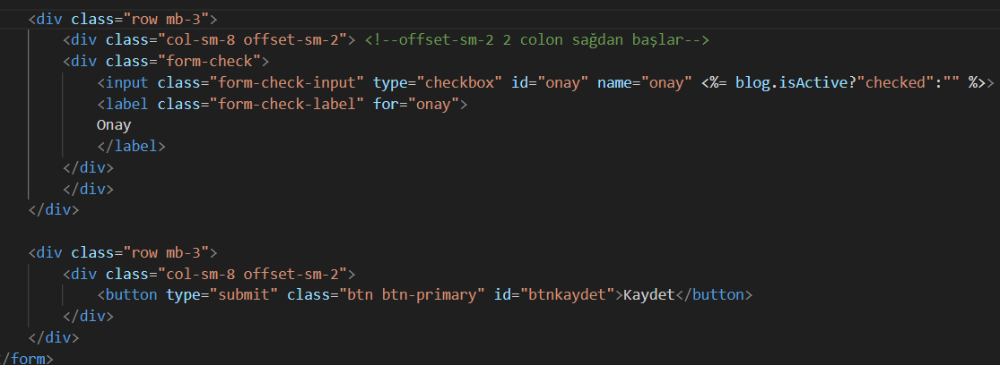 <div class="row mb-3">
<div class="col-sm-8 offset-sm-2"> <!--offset-sm-2 2 colon sağdan başlar-->
<div class="form-check">
<input class="form-check-input" type="checkbox" id="onay" name="onay" <%= blog.isActive?"checked":"" %>>
<label class="form-check-label" for="onay">
Onay
</label>
</div>
</div>
</div>
<div class="row mb-3">
<div class="col-sm-8 offset-sm-2">
<button type="submit" class="btn btn-primary" id="btnkaydet">Kaydet</button>
</div>
</div>
/form>